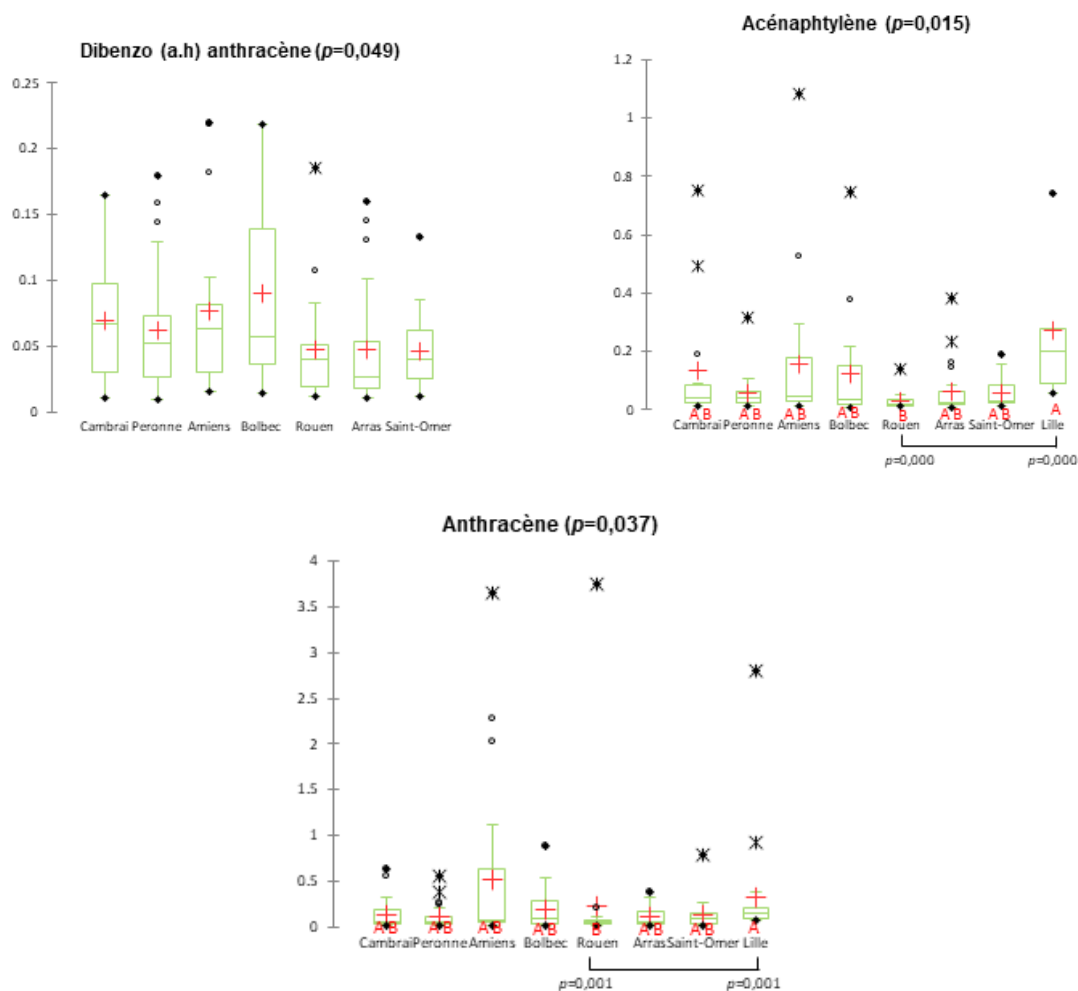 Dibenzo (a.h) anthracène (p=0,049)
0.25
0.2
0.15
0.1
0.05
0
Cambrai Peronne Amiens Bolbec Rouen Arras Saint-Omer
Acénaphtylène (p=0,015)
1.2
1
0.8
0.6
0.4
0.2
0
A B A B A B A B B A B A B A
Cambrai Peronne Amiens Bolbec Rouen Arras Saint-Omer Lille
p=0,000 p=0,000
Anthracène (p=0,037)
4
3.5
3
2.5
2
1.5
1
0.5
0
A B A B A B A B B A B A B A
Cambrai Peronne Amiens Bolbec Rouen Arras Saint-Omer Lille
p=0,001 p=0,001